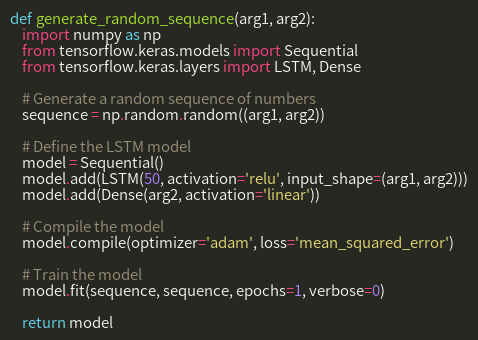 def generate_random_sequence(arg1, arg2):
    import numpy as np
    from tensorflow.keras.models import Sequential
    from tensorflow.keras.layers import LSTM, Dense

    # Generate a random sequence of numbers
    sequence = np.random.random((arg1, arg2))

    # Define the LSTM model
    model = Sequential()
    model.add(LSTM(50, activation='relu', input_shape=(arg1, arg2)))
    model.add(Dense(arg2, activation='linear'))

    # Compile the model
    model.compile(optimizer='adam', loss='mean_squared_error')

    # Train the model
    model.fit(sequence, sequence, epochs=1, verbose=0)

    return model